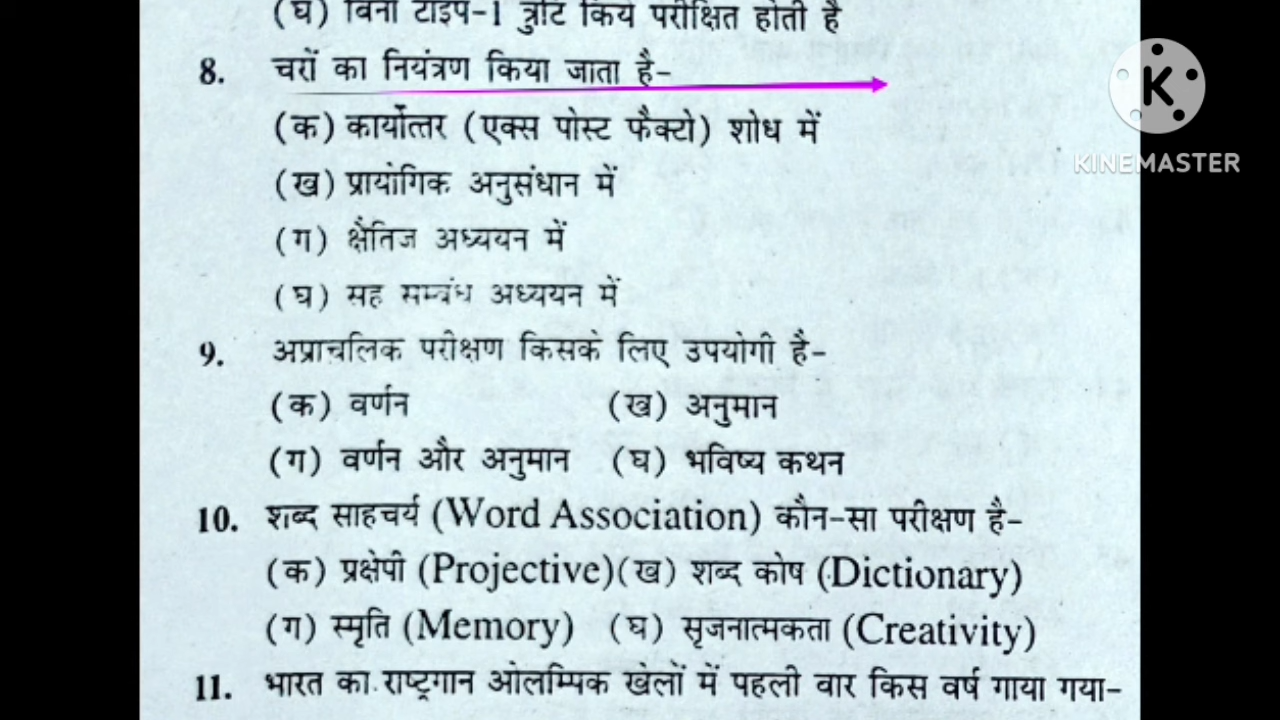 (घ) बिना टाइप-I त्रुटि किये परीक्षित होती है
8. चरों का नियंत्रण किया जाता है-
(क) कार्योत्तर (एक्स पोस्ट फैक्टो) शोध में
(ख) प्रायोगिक अनुसंधान में
(ग) क्षैतिज अध्ययन में
(घ) सह सम्बंध अध्ययन में
9. अप्राचलिक परीक्षण किसके लिए उपयोगी है-
(क) वर्णन (ख) अनुमान
(ग) वर्णन और अनुमान (घ) भविष्य कथन
10. शब्द साहचर्य (Word Association) कौन-सा परीक्षण है-
(क) प्रक्षेपी (Projective) (ख) शब्द कोष (Dictionary)
(ग) स्मृति (Memory) (घ) सृजनात्मकता (Creativity)
11. भारत का राष्ट्रगान ओलम्पिक खेलों में पहली बार किस वर्ष गाया गया-
K
KINEMASTER